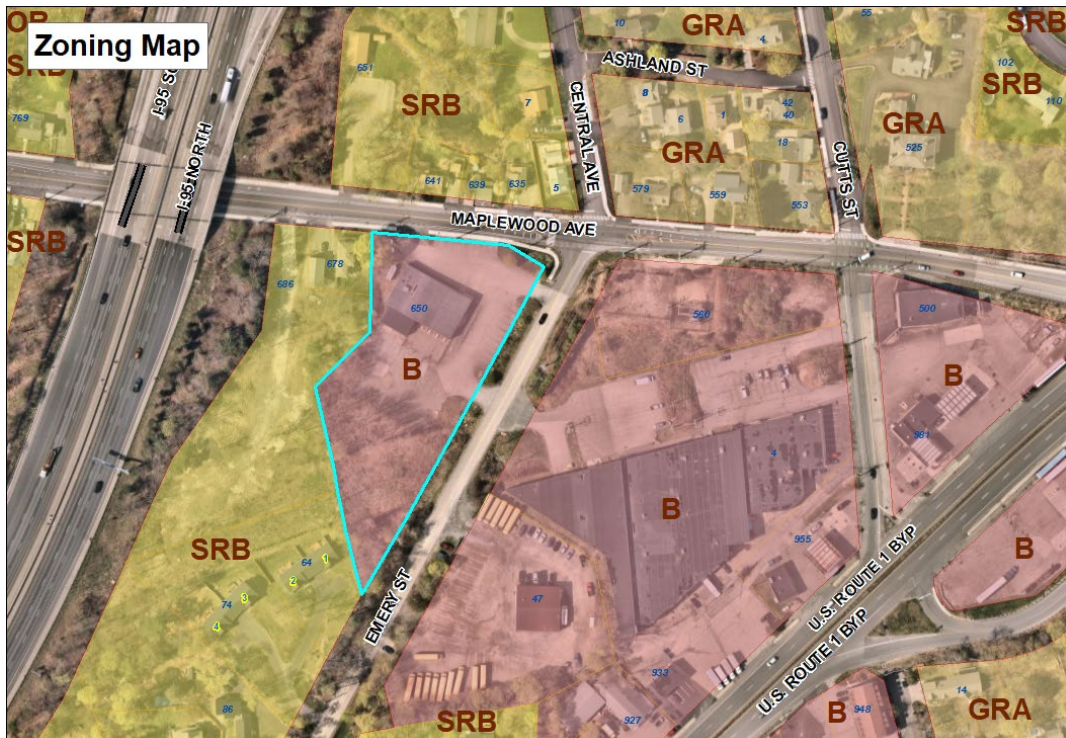 Zoning Map
OB
SRB
I-95 SO
I-95 NORTH
769
SRB
651
SRB
7
641
639
635
5
CENTRAL AVE
10
GRA
4
ASHLAND ST
8
6
1
42
40
18
GRA
579
559
553
CUTTS ST
55
GRA
525
SRB
102
SRB
110
MAPLEWOOD AVE
686
678
650
B
560
500
B
981
B
4
B
955
SRB
64
1
2
3
74
4
86
EMERY ST
47
SRB
933
927
U.S. ROUTE 1 BYP
U.S. ROUTE 1 BYP
B
948
14
GRA